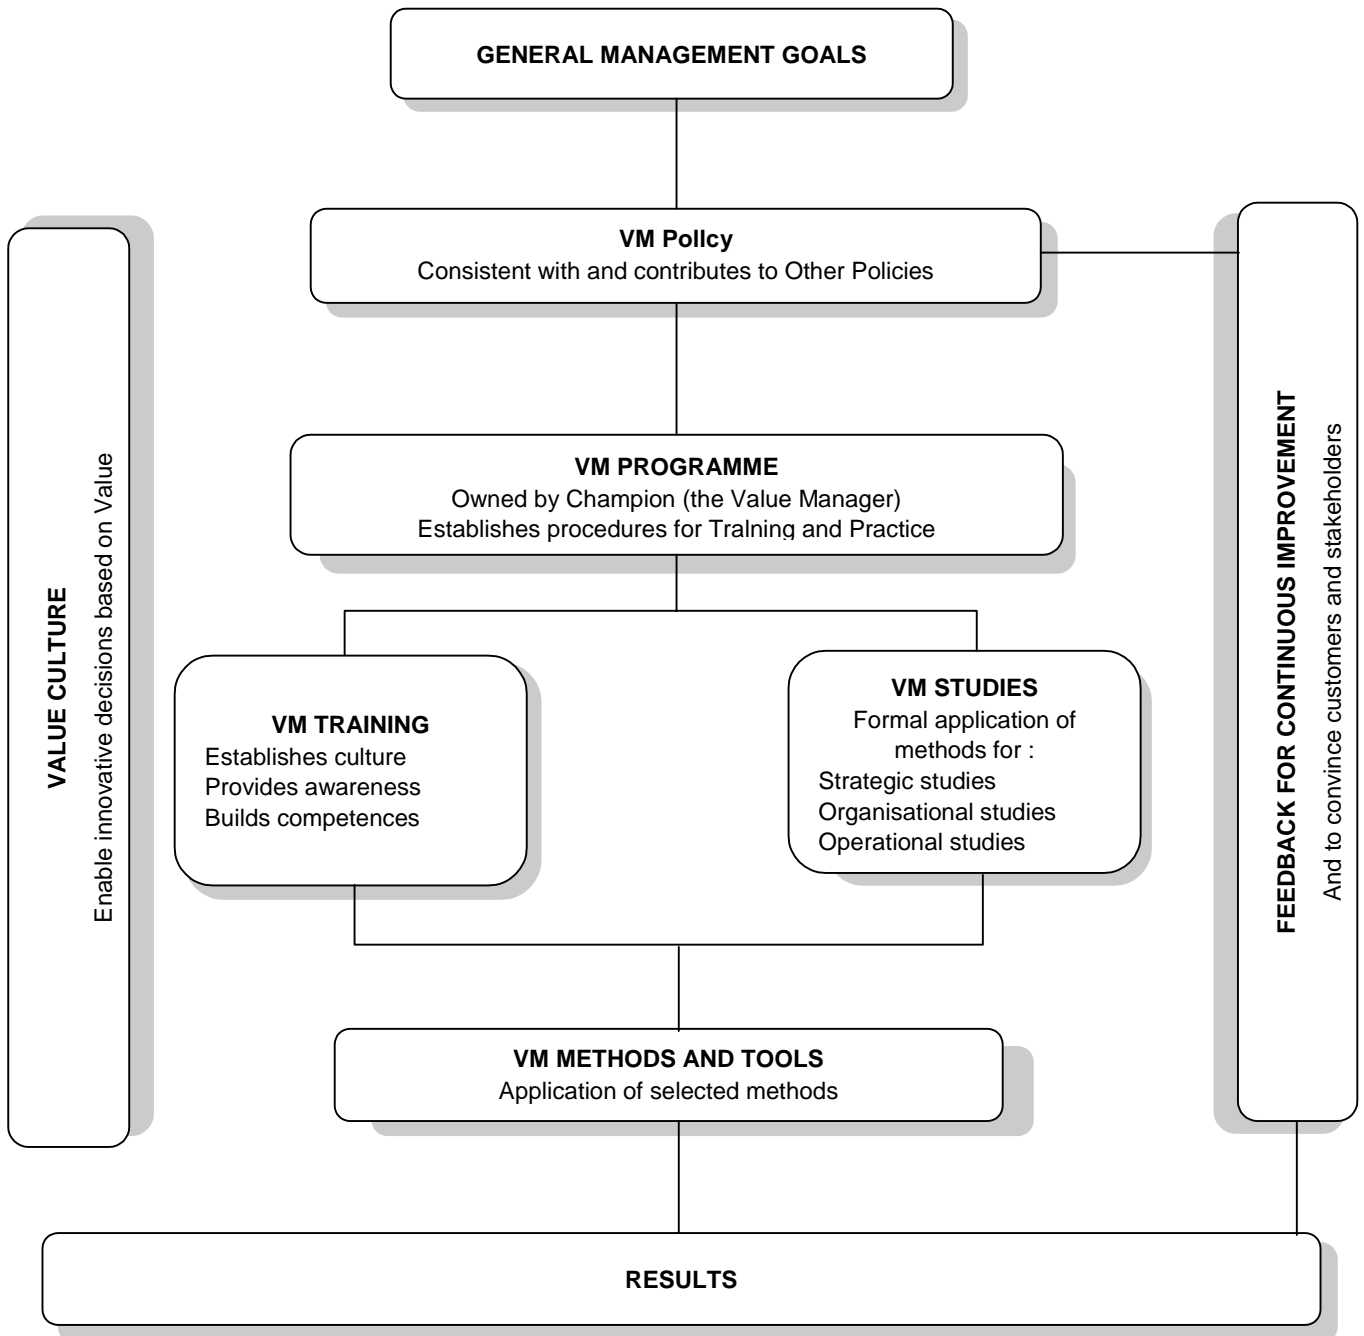 GENERAL MANAGEMENT GOALS
VM Pollcy
Consistent with and contributes to Other Policies
VALUE CULTURE
Enable innovative decisions based on Value
FEEDBACK FOR CONTINUOUS IMPROVEMENT
And to convince customers and stakeholders
VM PROGRAMME
Owned by Champion (the Value Manager)
Establishes procedures for Tralning and Practice
VM TRAINING
Establishes culture
Provides awareness
Builds competences
VM STUDIES
Formal application of
methods for :
Strategic studies
Organisational studies
Operational studies
VM METHODS AND TOOLS
Application of selected methods
RESULTS